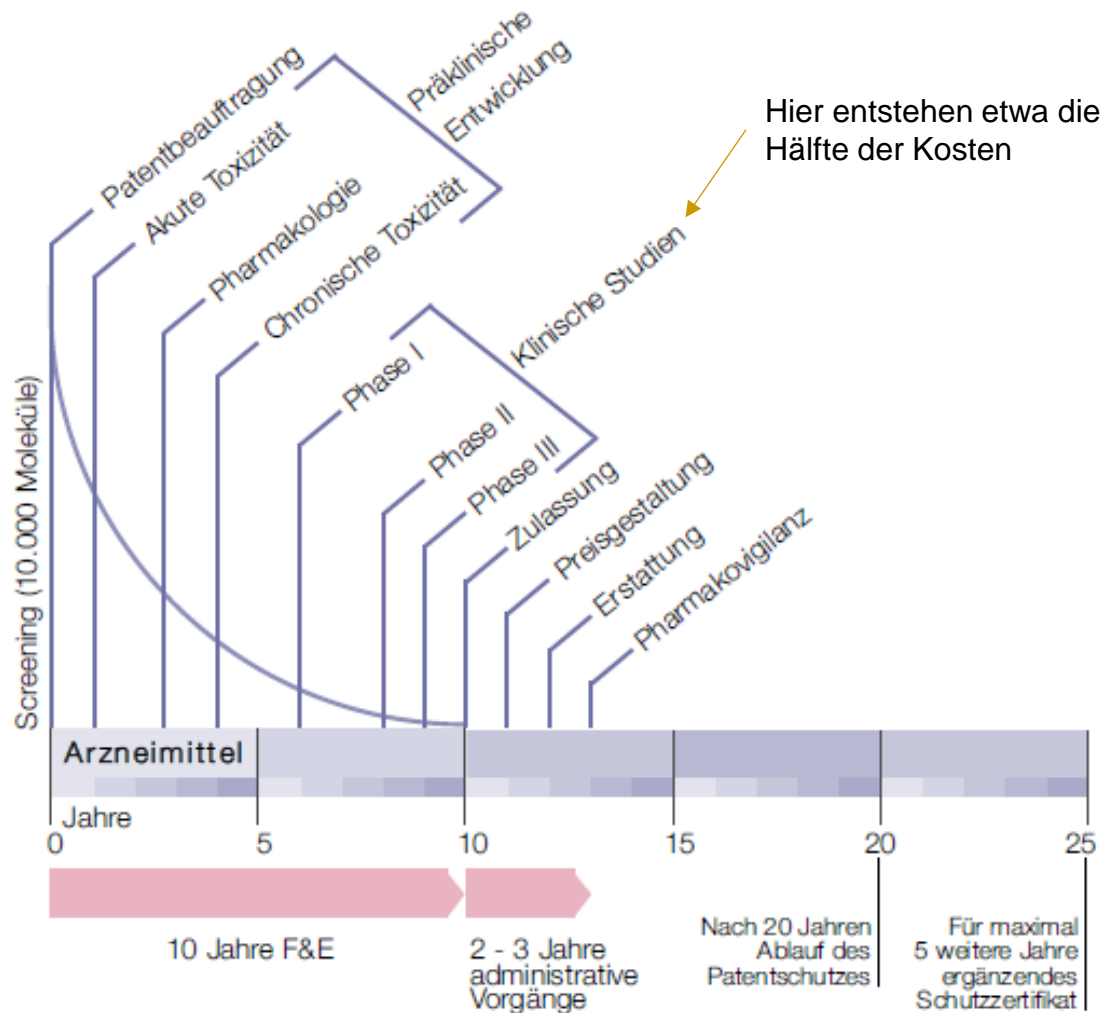 Patentbeauftragung
Akute Toxizität
Pharmakologie
Chronische Toxizität
Präklinische
Entwicklung
Hier entstehen etwa die
Hälfte der Kosten
Phase I
Phase II
Phase III
Klinische Studien
Zulassung
Preisgestaltung
Erstattung
Pharmakovigilanz
Screening (10.000 Moleküle)
Arzneimittel
Jahre
0
5
10
15
20
25
10 Jahre F&E
2 - 3 Jahre
administrative
Vorgänge
Nach 20 Jahren
Ablauf des
Patentschutzes
Für maximal
5 weitere Jahre
ergänzendes
Schutzzertifikat